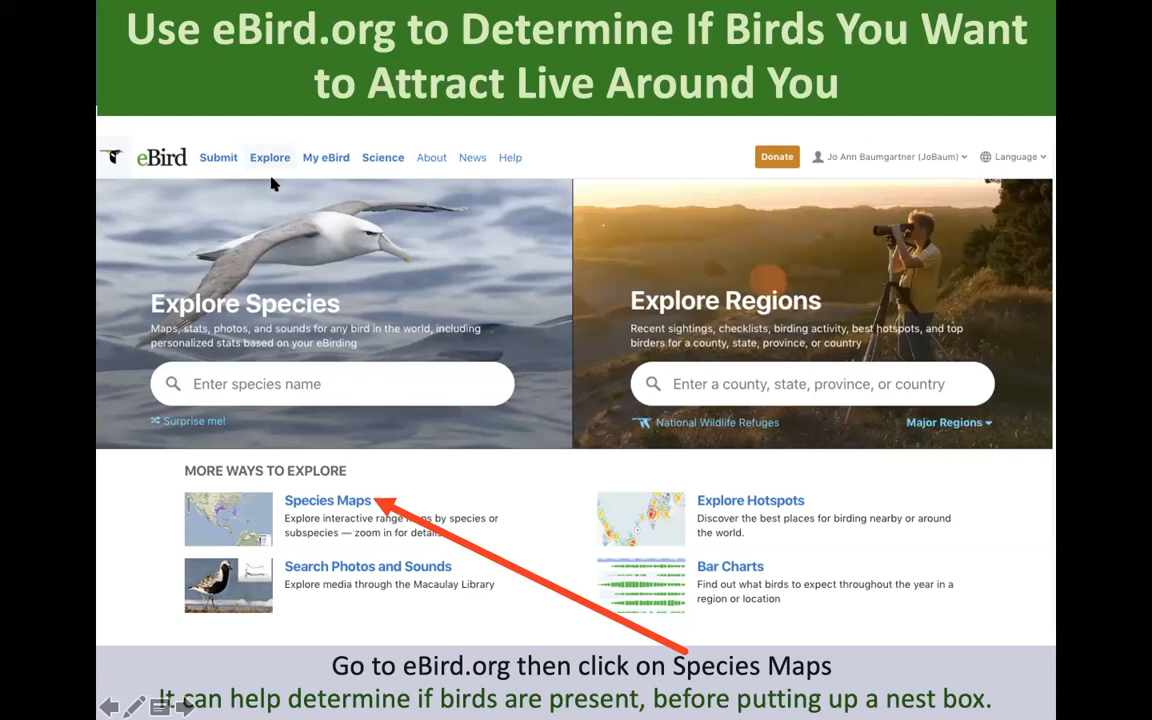 Use eBird.org to Determine If Birds You Want
to Attract Live Around You
eBird Submit Explore My eBird Science About News Help
Donate Jo Ann Baumgartner (JoBaum) Language
Explore Species
Maps, stats, photos, and sounds for any bird in the world, including
personalized stats based on your eBirding
Enter species name
Surprise me!
Explore Regions
Recent sightings, checklists, birding activity, best hotspots, and top
birders for a county, state, province, or country
Enter a county, state, province, or country
National Wildlife Refuges Major Regions
MORE WAYS TO EXPLORE
Species Maps
Explore interactive range maps by species or
subspecies — zoom in for details
Search Photos and Sounds
Explore media through the Macaulay Library
Explore Hotspots
Discover the best places for birding nearby or around
the world.
Bar Charts
Find out what birds to expect throughout the year in a
region or location
Go to eBird.org then click on Species Maps
It can help determine if birds are present, before putting up a nest box.